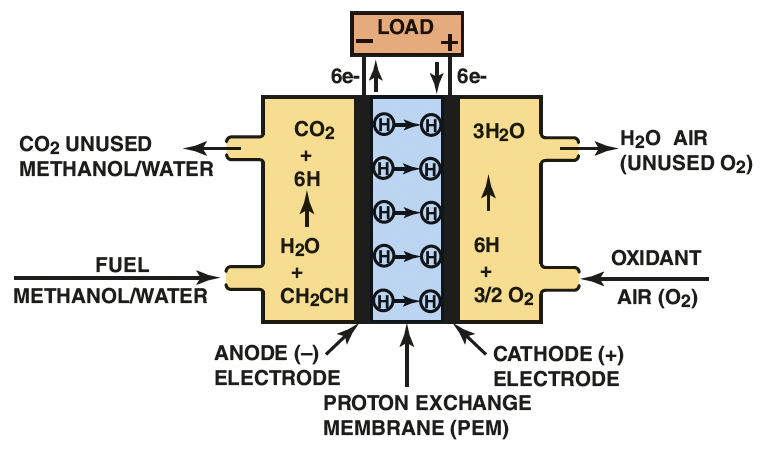 LOAD
− +
6e- 6e-
CO₂ UNUSED
METHANOL/WATER
CO₂
+
6H
H₂O
+
CH₂CH
FUEL
METHANOL/WATER
H H
H H
H H
H H
H H
3H₂O
6H
+
3/2 O₂
H₂O AIR
(UNUSED O₂)
OXIDANT
AIR (O₂)
ANODE (–)
ELECTRODE
PROTON EXCHANGE
MEMBRANE (PEM)
CATHODE (+)
ELECTRODE